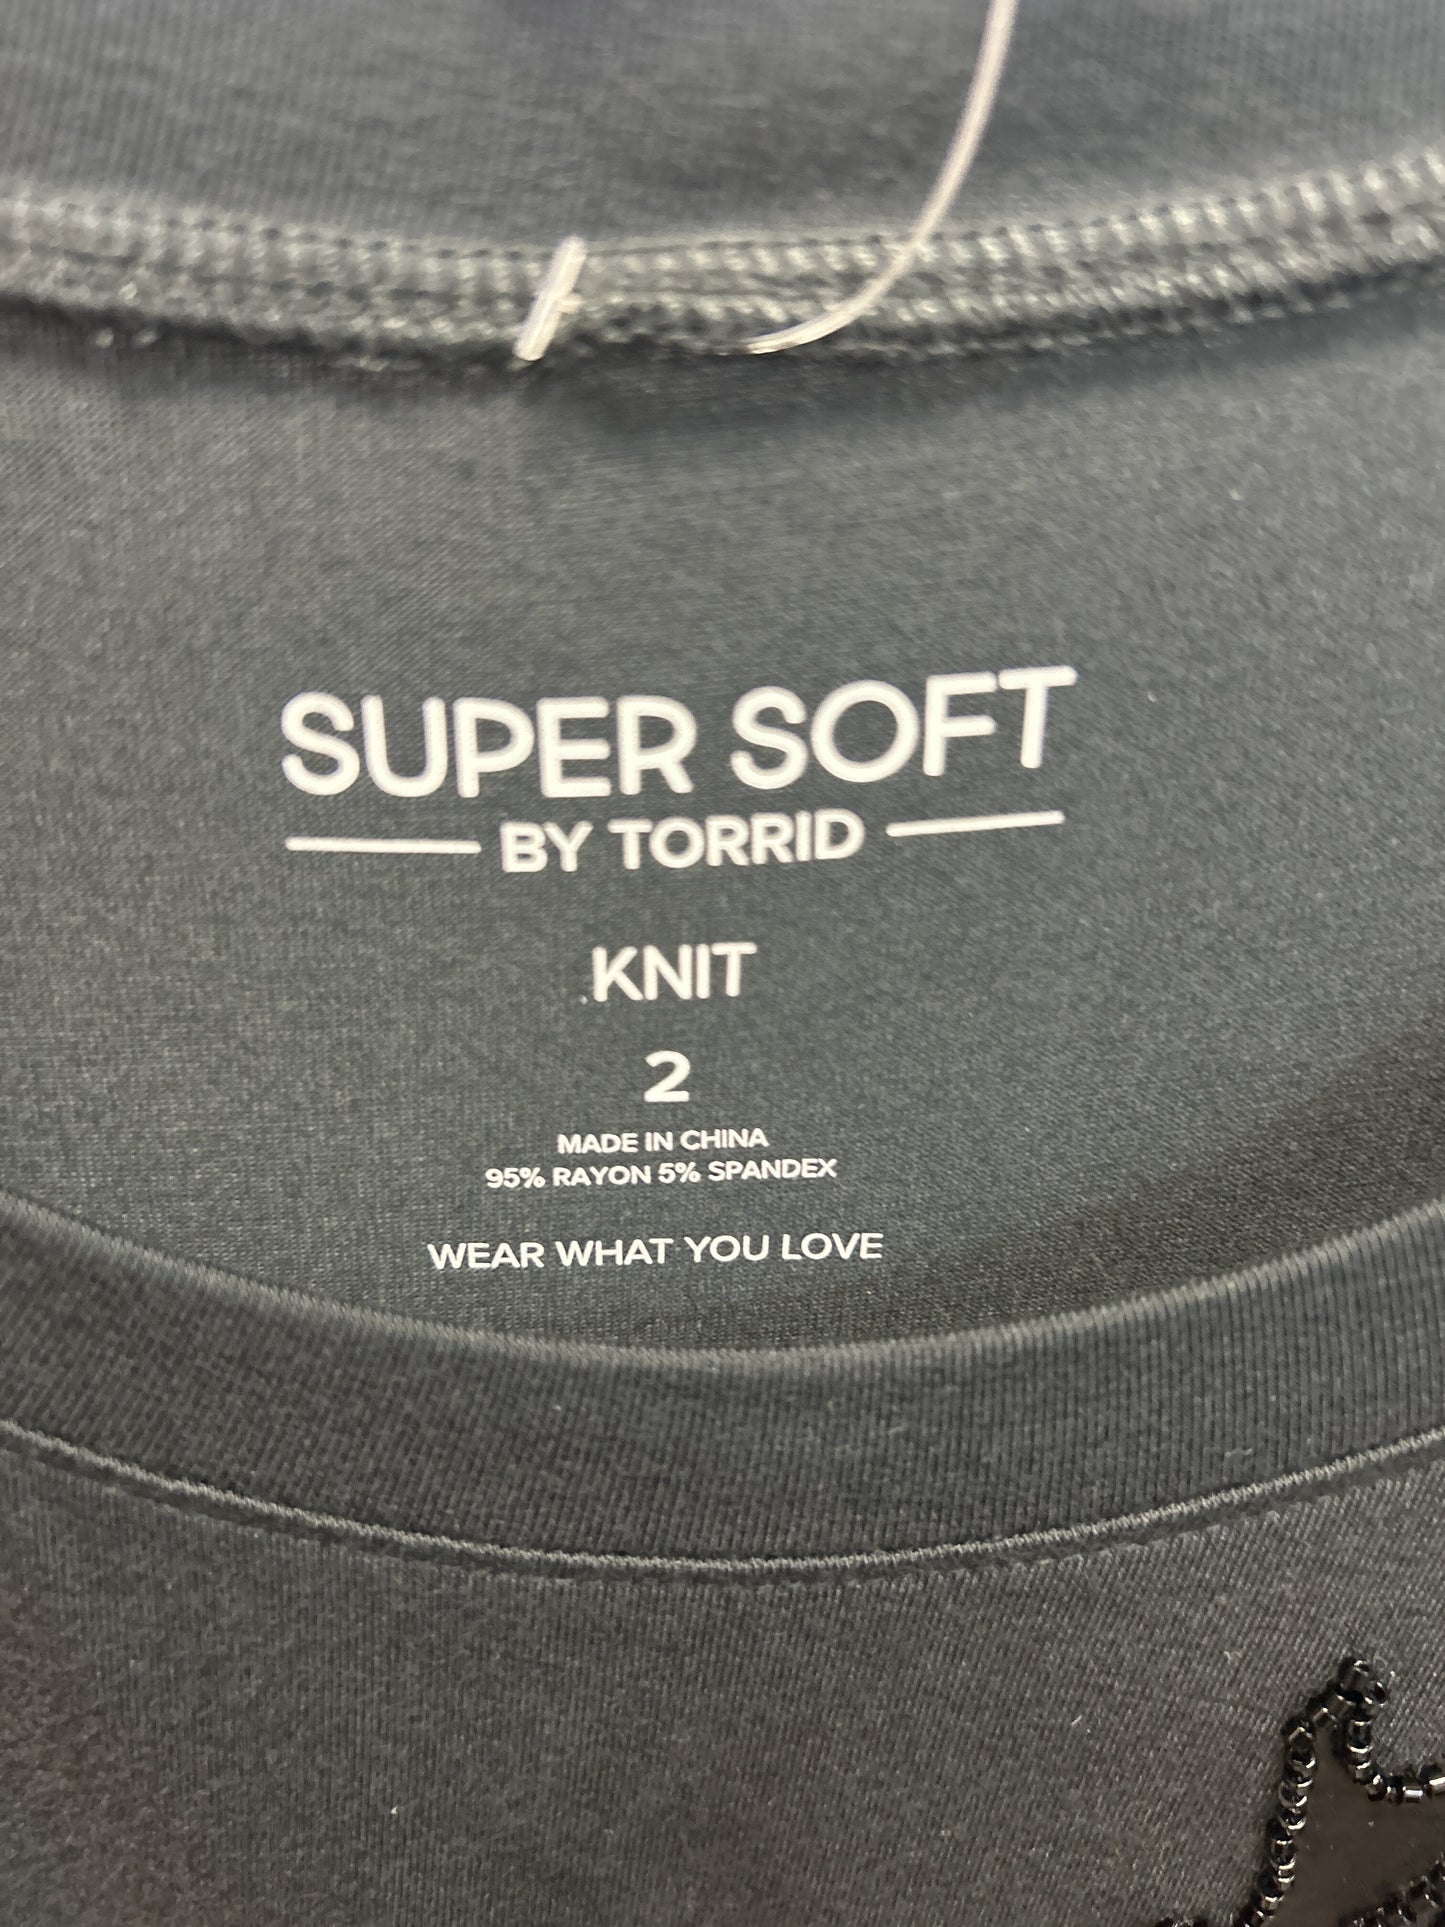 SUPER SOFT
BY TORRID
KNIT
2
MADE IN CHINA
95% RAYON 5% SPANDEX
WEAR WHAT YOU LOVE